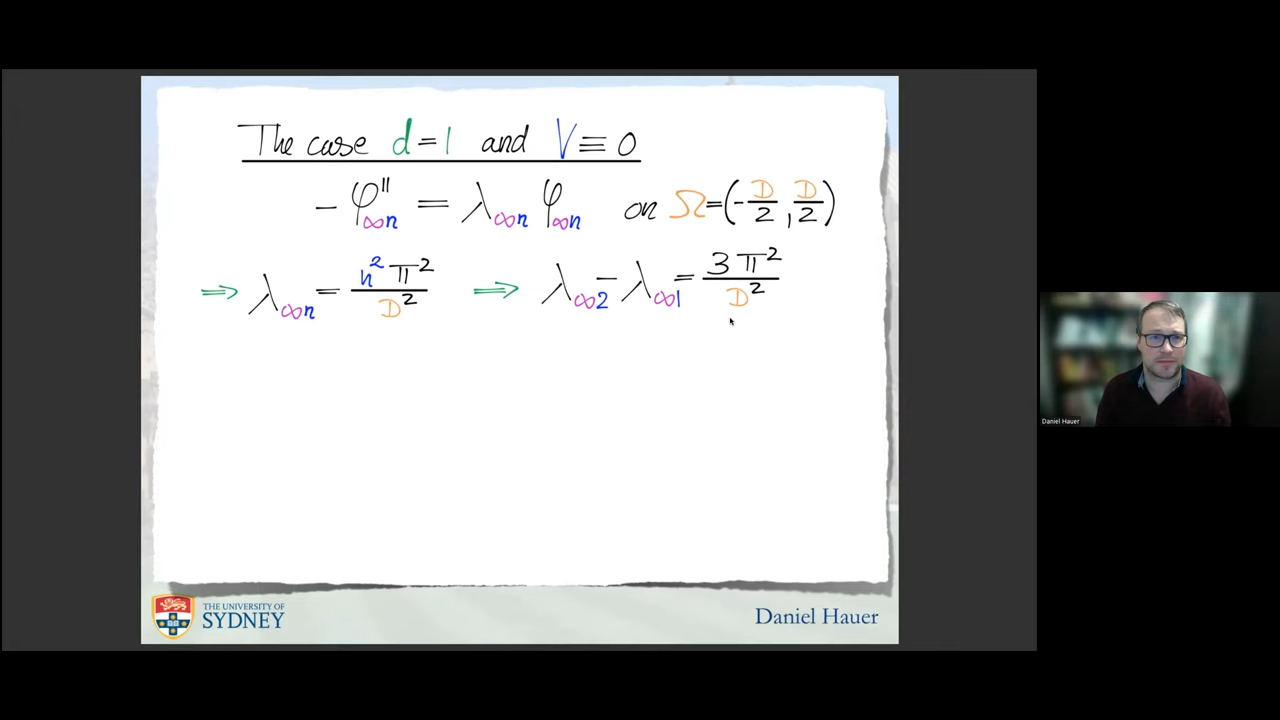 The case d=1 and V≡0
-φ''∞n = λ∞n φ∞n on Ω=(-D/2, D/2)
⇒ λ∞n = n²π²/D² ⇒ λ∞2 - λ∞1 = 3π²/D²
Daniel Hauer
THE UNIVERSITY OF
SYDNEY
Daniel Hauer